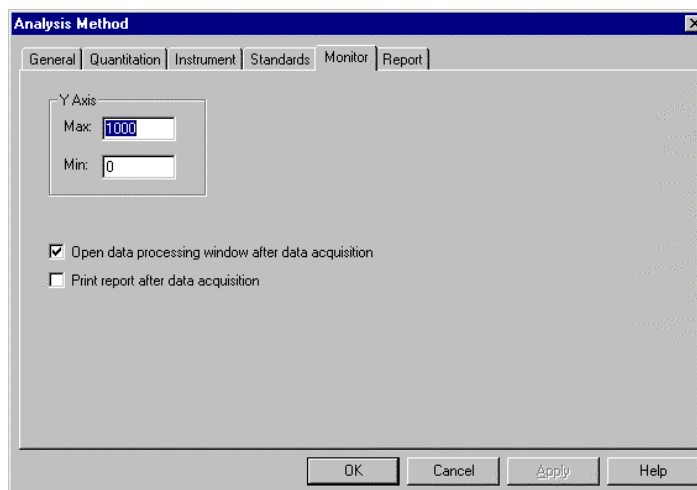 Analysis Method
General Quantitation Instrument Standards Monitor Report
Y Axis
Max: 1000
Min: 0
Open data processing window after data acquisition
Print report after data acquisition
OK Cancel Apply Help